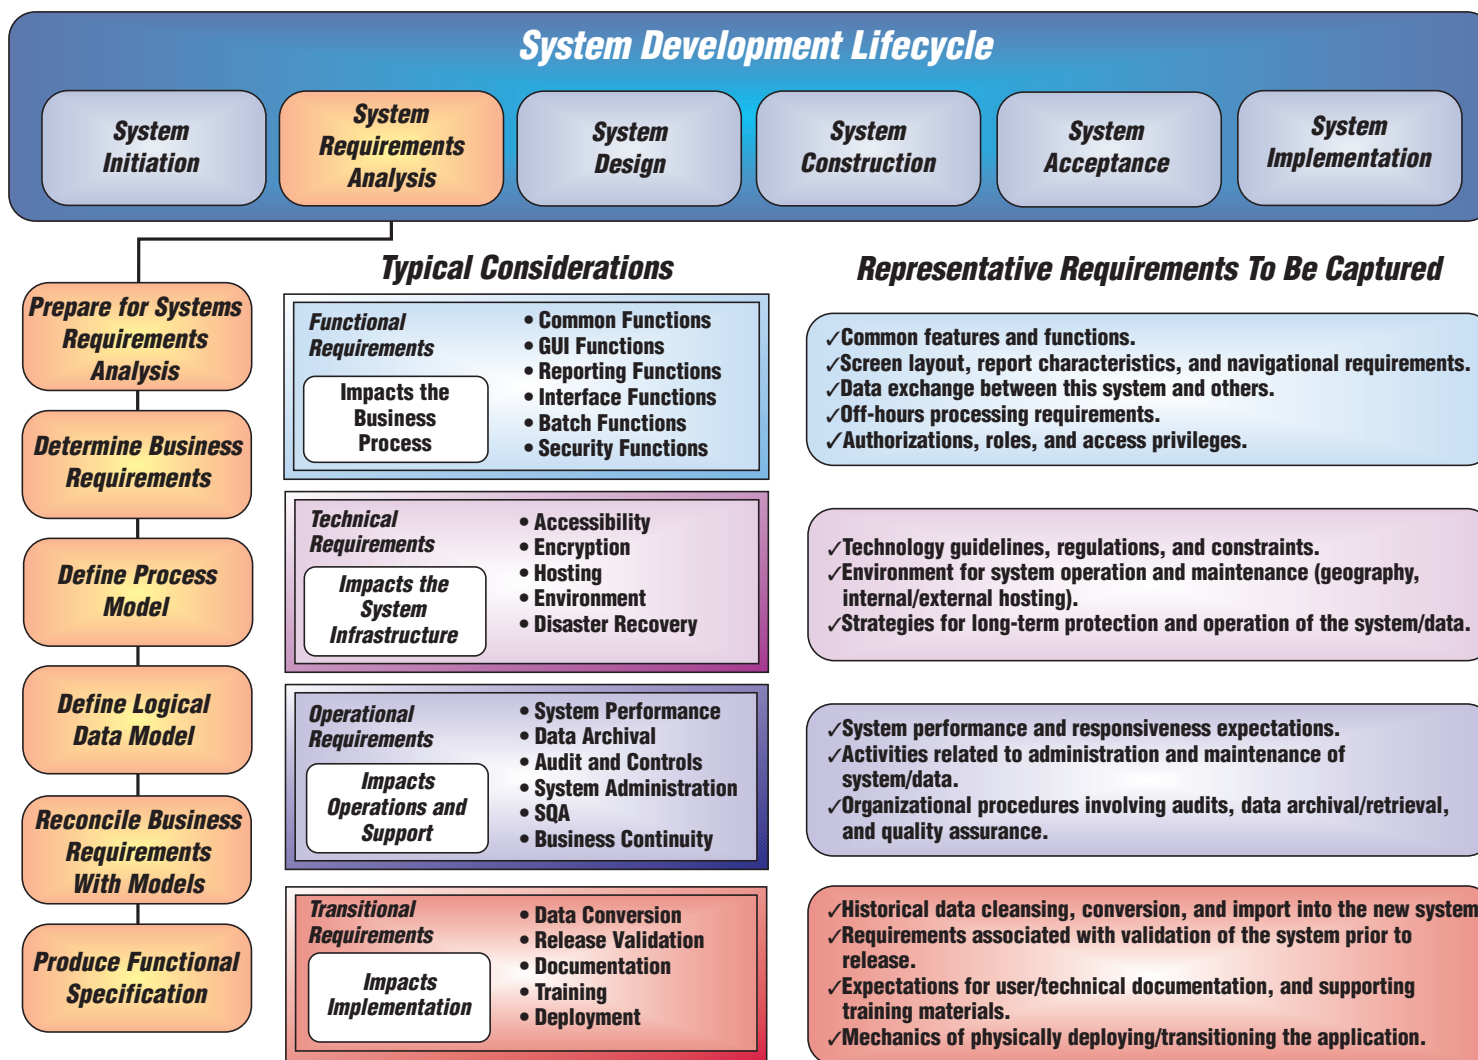 System Development Lifecycle
System
Initiation
System
Requirements
Analysis
System
Design
System
Construction
System
Acceptance
System
Implementation
Prepare for Systems
Requirements
Analysis
Determine Business
Requirements
Define Process
Model
Define Logical
Data Model
Reconcile Business
Requirements
With Models
Produce Functional
Specification
Typical Considerations
Functional
Requirements
Impacts the
Business
Process
• Common Functions
• GUI Functions
• Reporting Functions
• Interface Functions
• Batch Functions
• Security Functions
Technical
Requirements
Impacts the
System
Infrastructure
• Accessibility
• Encryption
• Hosting
• Environment
• Disaster Recovery
Operational
Requirements
Impacts
Operations and
Support
• System Performance
• Data Archival
• Audit and Controls
• System Administration
• SQA
• Business Continuity
Transitional
Requirements
Impacts
Implementation
• Data Conversion
• Release Validation
• Documentation
• Training
• Deployment
Representative Requirements To Be Captured
✓Common features and functions.
✓Screen layout, report characteristics, and navigational requirements.
✓Data exchange between this system and others.
✓Off-hours processing requirements.
✓Authorizations, roles, and access privileges.
✓Technology guidelines, regulations, and constraints.
✓Environment for system operation and maintenance (geography,
internal/external hosting).
✓Strategies for long-term protection and operation of the system/data.
✓System performance and responsiveness expectations.
✓Activities related to administration and maintenance of
system/data.
✓Organizational procedures involving audits, data archival/retrieval,
and quality assurance.
✓Historical data cleansing, conversion, and import into the new system
✓Requirements associated with validation of the system prior to
release.
✓Expectations for user/technical documentation, and supporting
training materials.
✓Mechanics of physically deploying/transitioning the application.